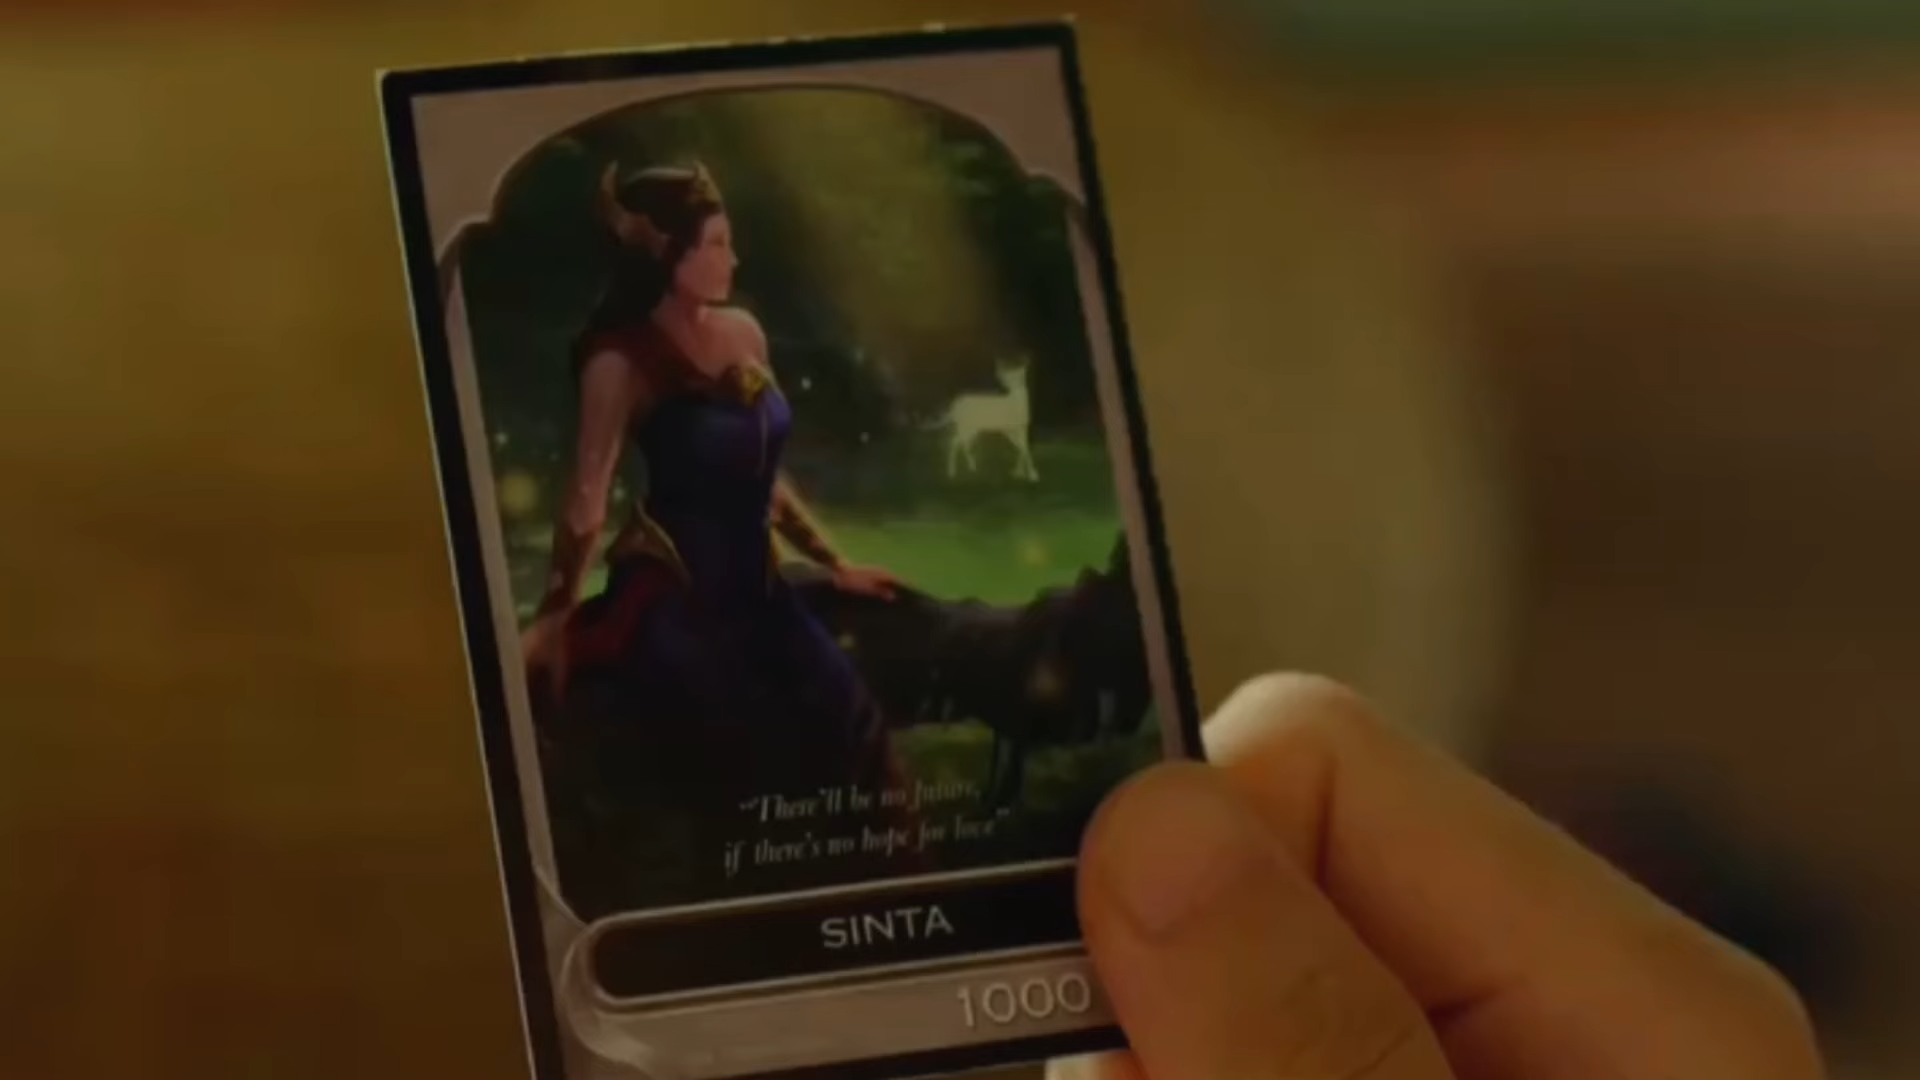 "There'll be no future,
if there's no hope for love"
SINTA
1000